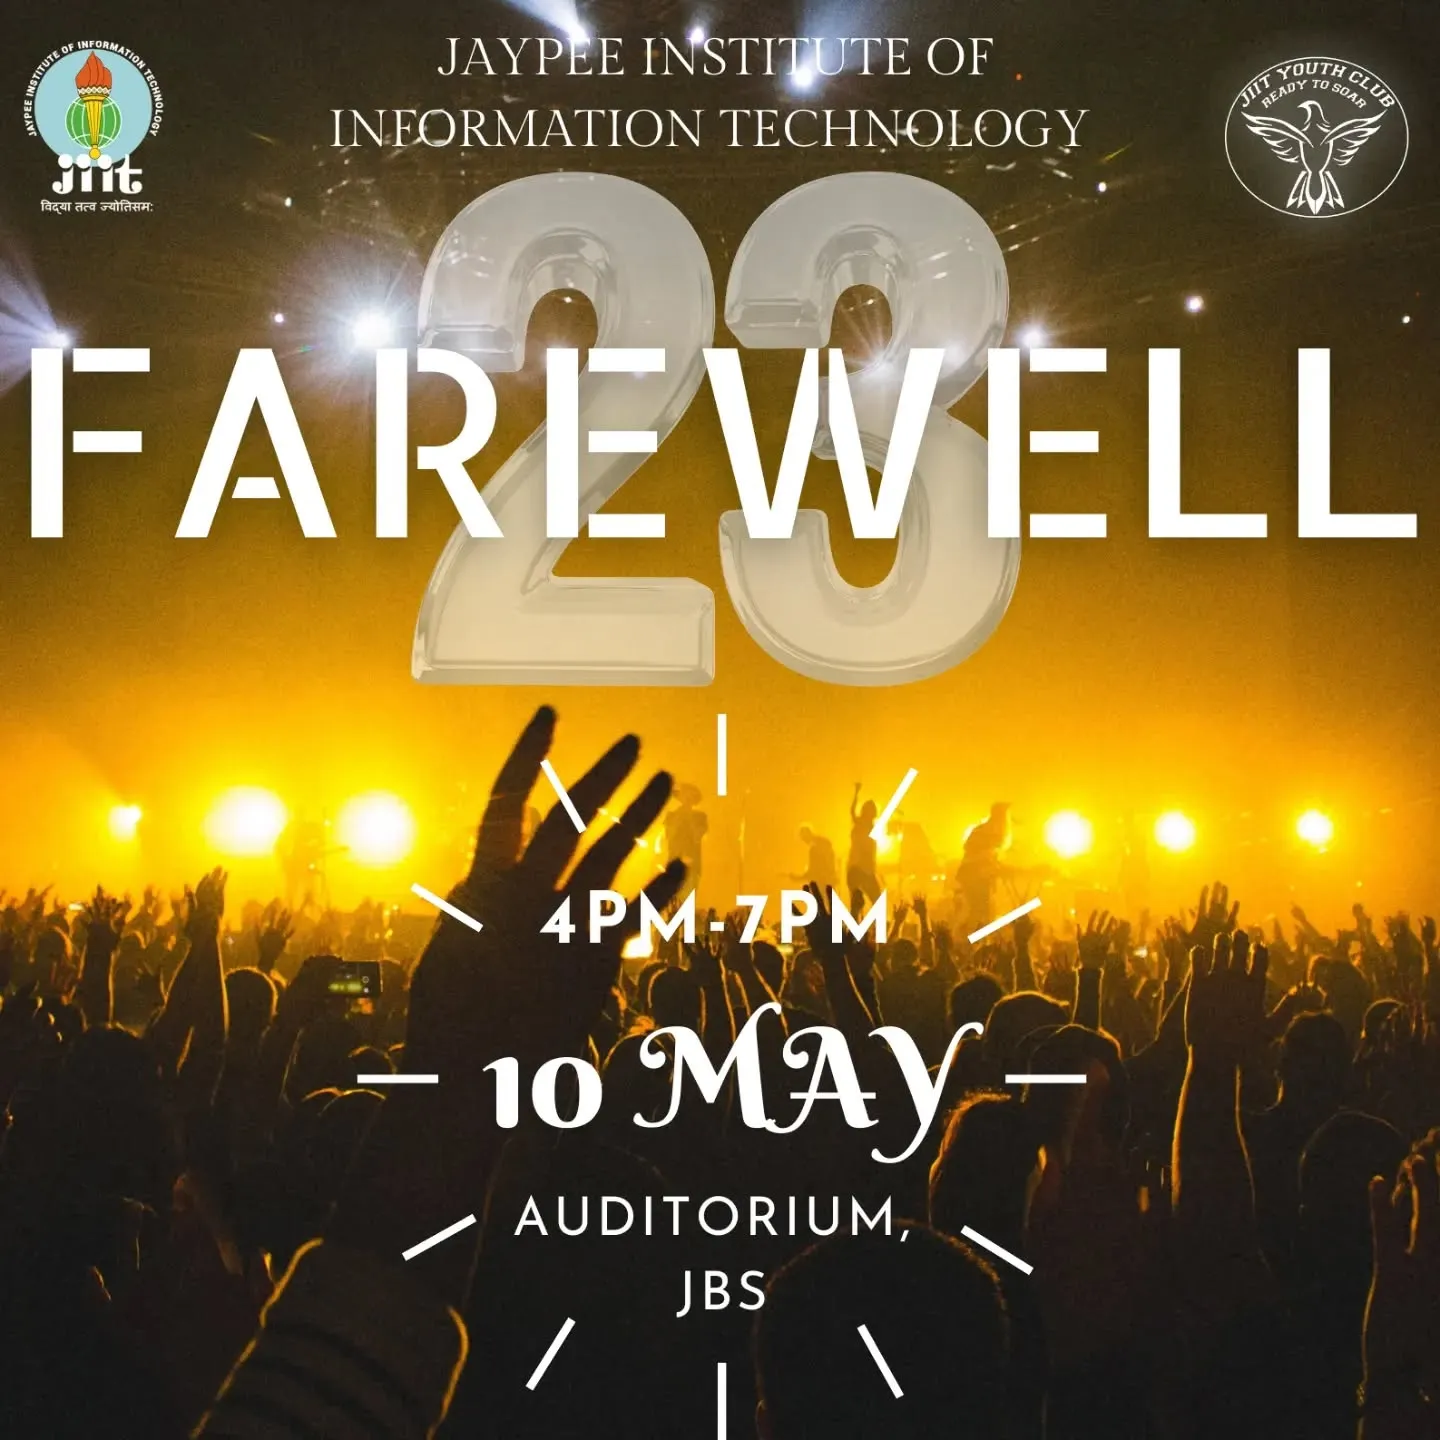 JAYPEE INSTITUTE OF INFORMATION TECHNOLOGY
jiit
विद्या तत्व ज्योतिसम:
JAYPEE INSTITUTE OF
INFORMATION TECHNOLOGY
JIIT YOUTH CLUB
READY TO SOAR
23
FAREWELL
4PM-7PM
10 MAY
AUDITORIUM,
JBS